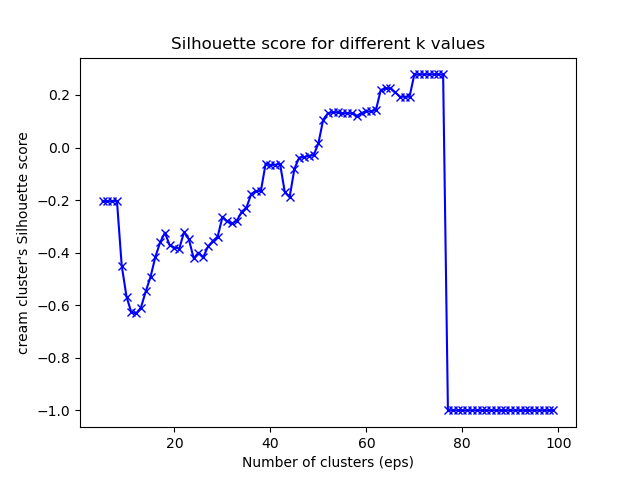 Silhouette score for different k values
cream cluster's Silhouette score
0.2
0.0
−0.2
−0.4
−0.6
−0.8
−1.0
20 40 60 80 100
Number of clusters (eps)